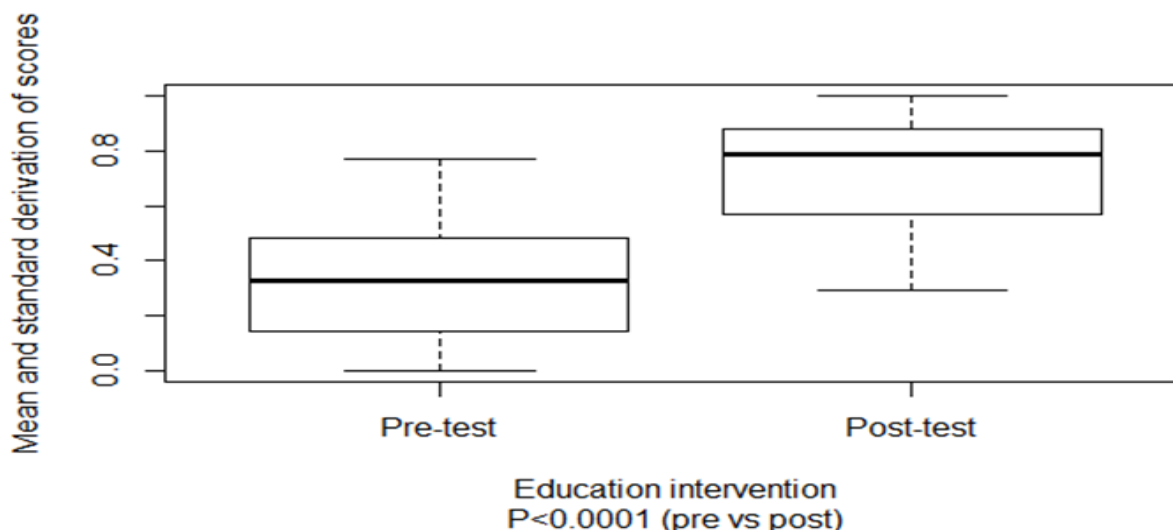 Mean and standard derivation of scores
0.8
0.4
0.0
Pre-test Post-test
Education intervention
P<0.0001 (pre vs post)